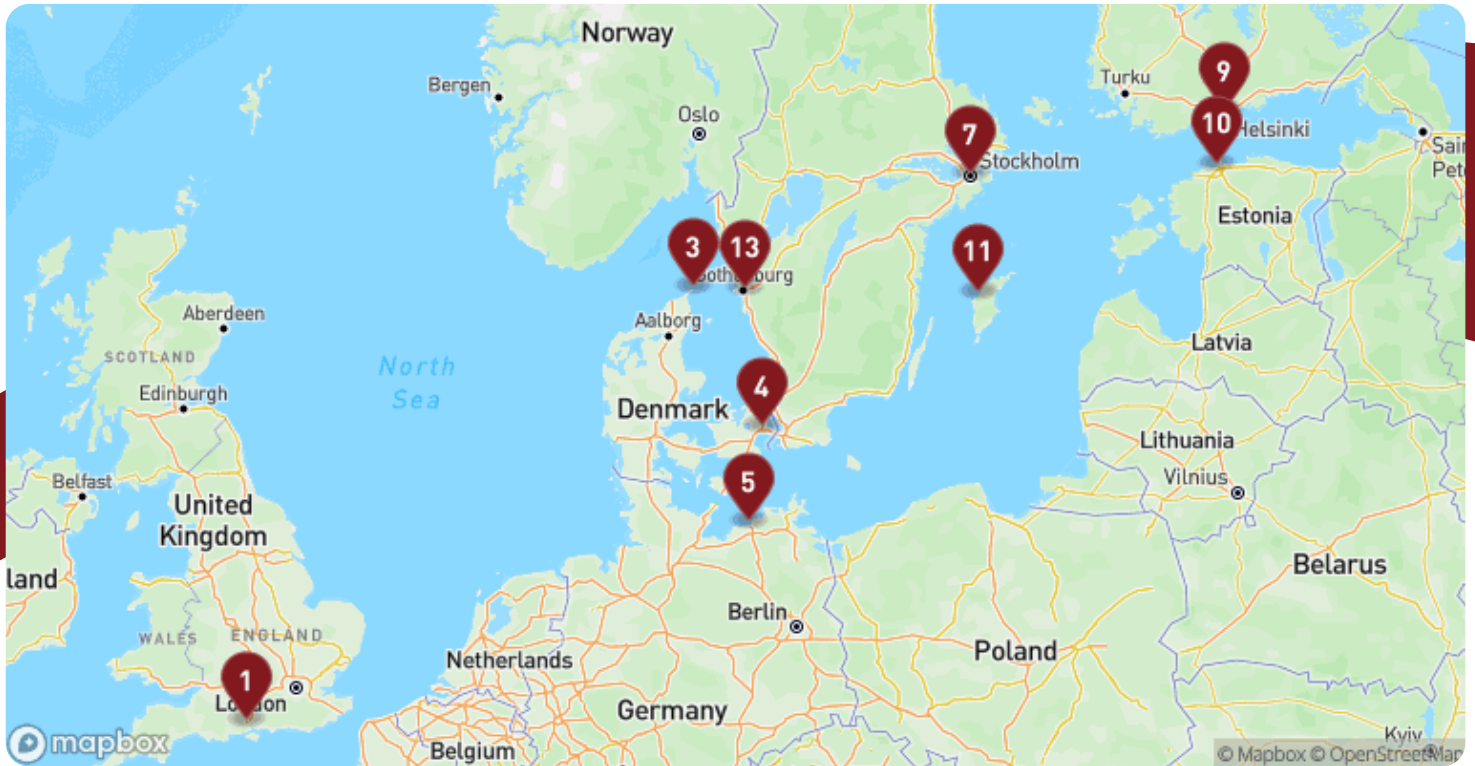 Norway
Bergen
Oslo
Turku
9
10
Helsinki
7
Stockholm
Sain
Pete
Estonia
3
13
Gothenburg
11
Aberdeen
Aalborg
SCOTLAND
Edinburgh
North
Sea
Latvia
4
Denmark
Lithuania
Vilnius
Belfast
5
United
Kingdom
land
Belarus
Berlin
WALES
ENGLAND
Netherlands
Poland
1
London
Germany
Belgium
Kyiv
mapbox
© Mapbox © OpenStreetMap